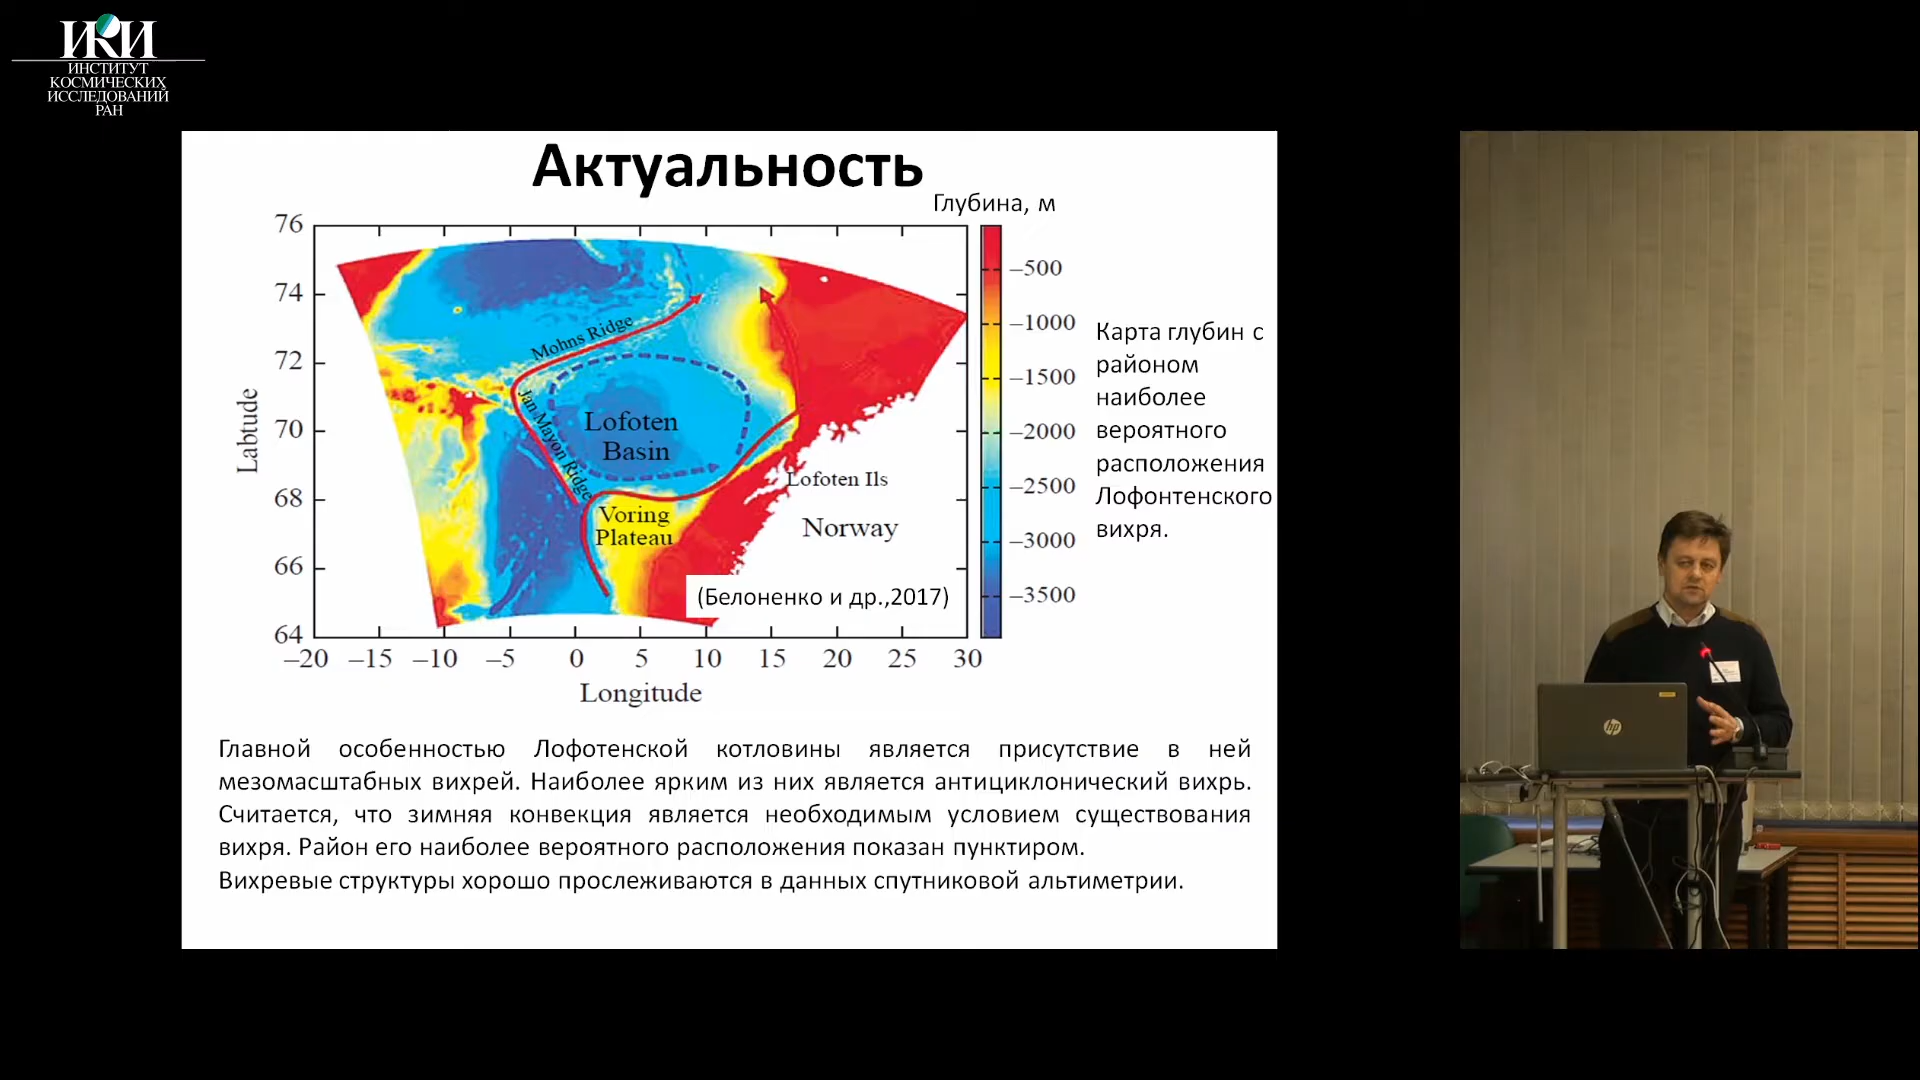 ИКИ
ИНСТИТУТ
КОСМИЧЕСКИХ
ИССЛЕДОВАНИЙ
РАН
Актуальность
Глубина, м
76
74
72
70
68
66
64
Labtude
–20 –15 –10 –5 0 5 10 15 20 25 30
Longitude
Mohns Ridge
Jan Mayon Ridge
Lofoten
Basin
Voring
Plateau
Lofoten Ils
Norway
(Белоненко и др.,2017)
–500
–1000
–1500
–2000
–2500
–3000
–3500
Карта глубин с
районом
наиболее
вероятного
расположения
Лофонтенского
вихря.
Главной особенностью Лофотенской котловины является присутствие в ней
мезомасштабных вихрей. Наиболее ярким из них является антициклонический вихрь.
Считается, что зимняя конвекция является необходимым условием существования
вихря. Район его наиболее вероятного расположения показан пунктиром.
Вихревые структуры хорошо прослеживаются в данных спутниковой альтиметрии.
hp